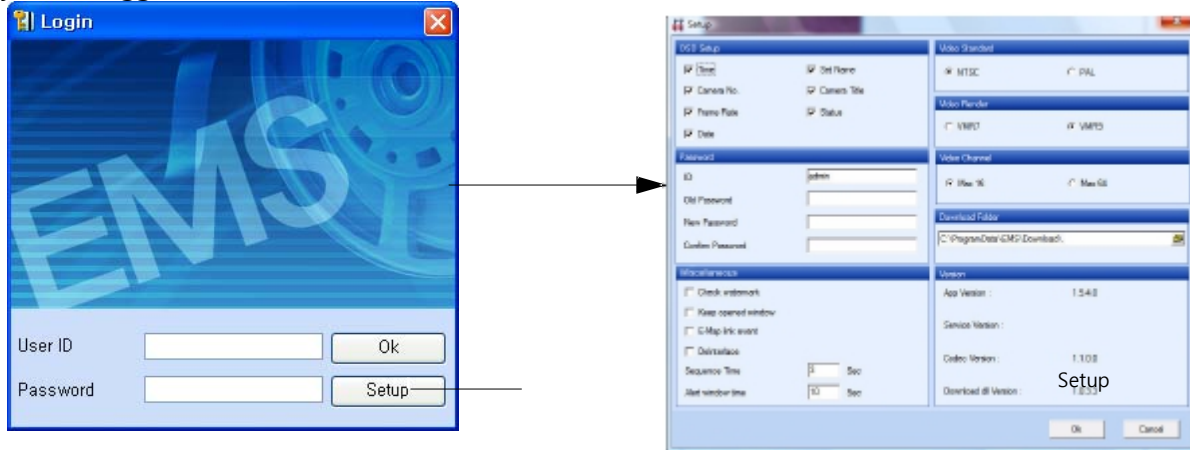 Login
EMS
User ID
Ok
Password
Setup
Setup
OSD Setup
Time
Set Name
Camera No.
Camera Title
Frame Rate
Status
Date
Password
ID
admin
Old Password
New Password
Confirm Password
Miscellaneous
Check watermark
Keep opened window
E-Map link event
Deinterlace
Sequence Time
Sec
Alert window time
10
Sec
Video Standard
NTSC
PAL
Video Render
VMR7
VMR9
Video Channel
Max 16
Max 64
Download Folder
C:\ProgramData\EMS\Download\
Version
App Version :
1.5.4.0
Service Version :
Codec Version :
1.1.0.0
Setup
Download dll Version :
Ok
Cancel